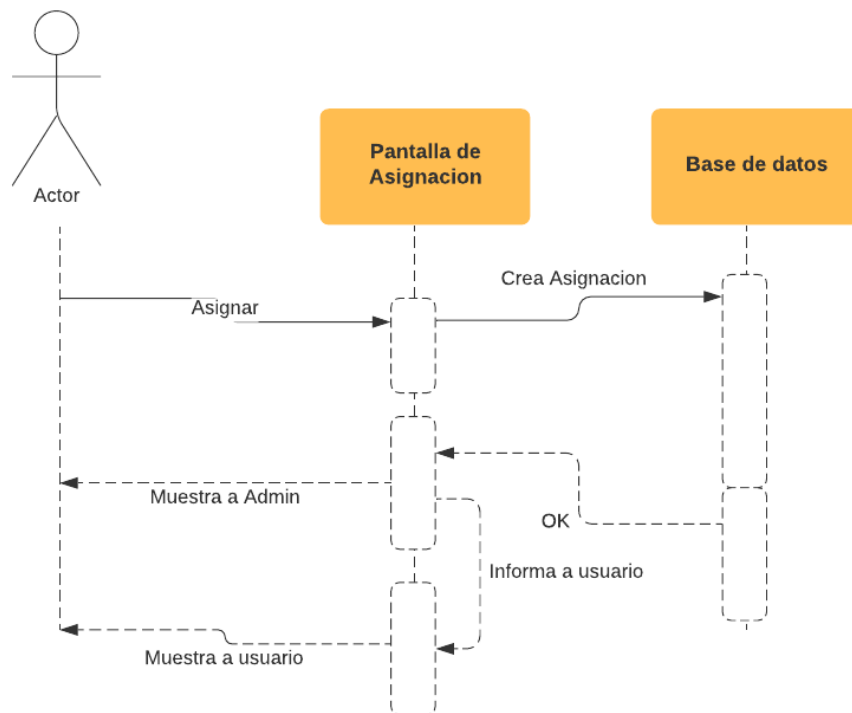 Pantalla de
Asignacion
Base de datos
Actor
Crea Asignacion
Asignar
Muestra a Admin
OK
Informa a usuario
Muestra a usuario